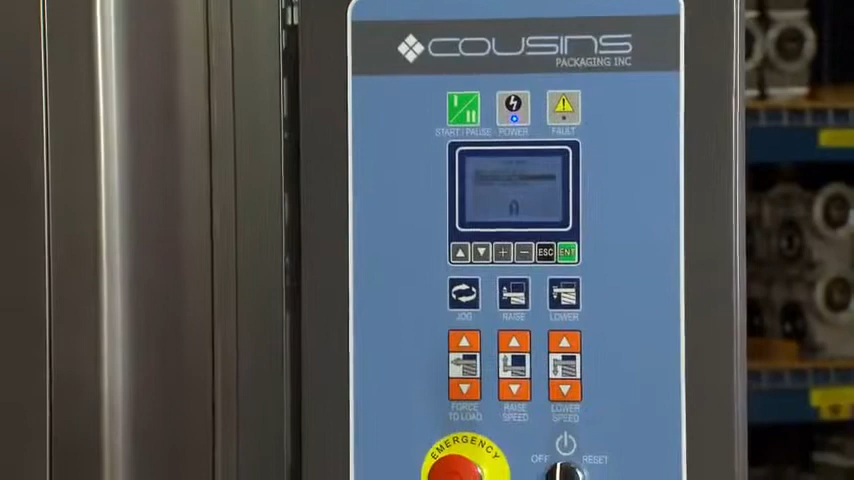 COUSINS
PACKAGING INC
START / PAUSE POWER FAULT
ESC ENT
JOG RAISE LOWER
FORCE TO LOAD
RAISE SPEED
LOWER SPEED
EMERGENCY
OFF RESET